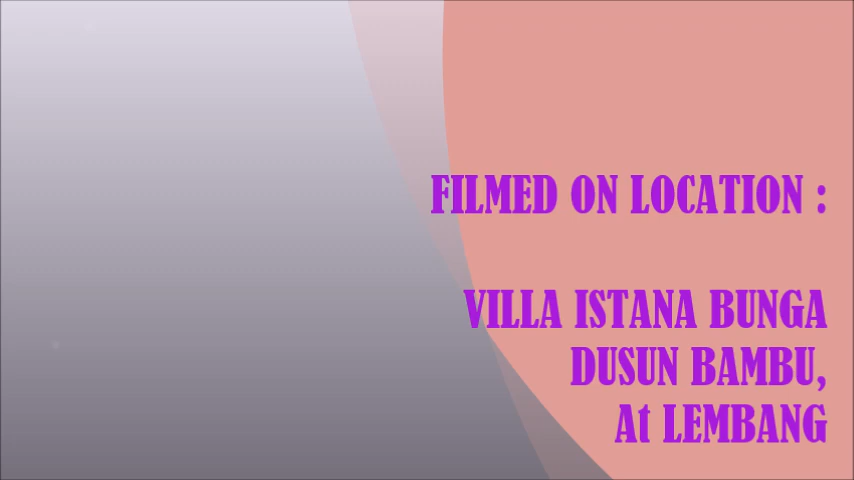 FILMED ON LOCATION :
VILLA ISTANA BUNGA
DUSUN BAMBU,
At LEMBANG